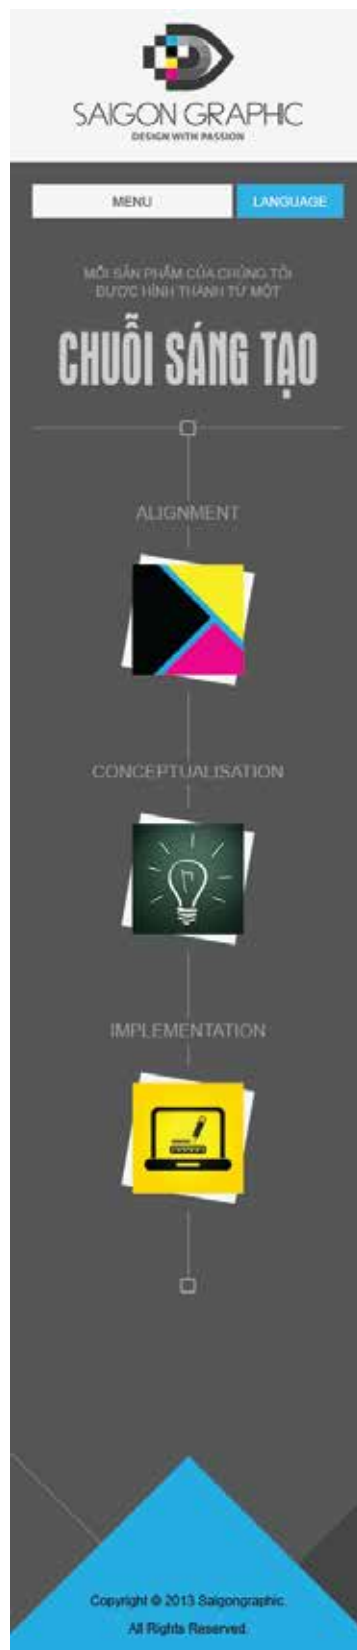 SAIGON GRAPHIC
DESIGN WITH PASSION
MENU
LANGUAGE
MỖI SẢN PHẨM CỦA CHÚNG TÔI
ĐƯỢC HÌNH THÀNH TỪ MỘT
CHUỖI SÁNG TẠO
ALIGNMENT
CONCEPTUALISATION
IMPLEMENTATION
Copyright © 2013 Saigongraphic.
All Rights Reserved.